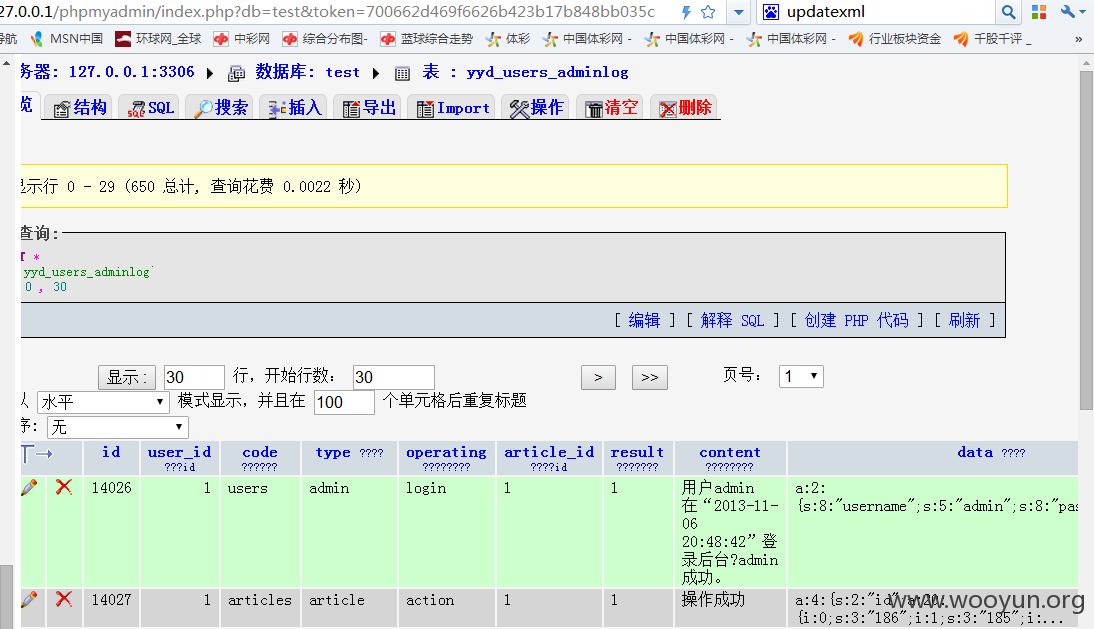 27.0.0.1/phpmyadmin/index.php?db=test&token=700662d469f6626b423b17b848bb035c updatexml
导航 MSN中国 环球网_全球 中彩网 综合分布图- 蓝球综合走势 体彩 中国体彩网 - 中国体彩网 - 中国体彩网 - 行业板块资金 千股千评 _ »
务器: 127.0.0.1:3306 ▶ 数据库: test ▶ 表 : yyd_users_adminlog
览 结构 SQL 搜索 插入 导出 Import 操作 清空 删除
显示行 0 - 29 (650 总计, 查询花费 0.0022 秒)
查询:
T *
yyd_users_adminlog`
0 , 30
[ 编辑 ] [ 解释 SQL ] [ 创建 PHP 代码 ] [ 刷新 ]
显示 : 30 行，开始行数: 30 > >> 页号: 1
以 水平 模式显示，并且在 100 个单元格后重复标题
序: 无
id user_id code type ???? operating article_id result content data ????
???id ?????? ???????? ????id ??????? ????????
14026 1 users admin login 1 1 用户admin a:2:
在“2013-11- {s:8:"username";s:5:"admin";s:8:"pas
06
20:48:42”登
录后台?admin
成功。
14027 1 articles article action 1 1 操作成功 a:4:{s:2:"id";a:20:
{i:0;s:3:"186";i:1;s:3:"185";i:...
www.wooyun.org